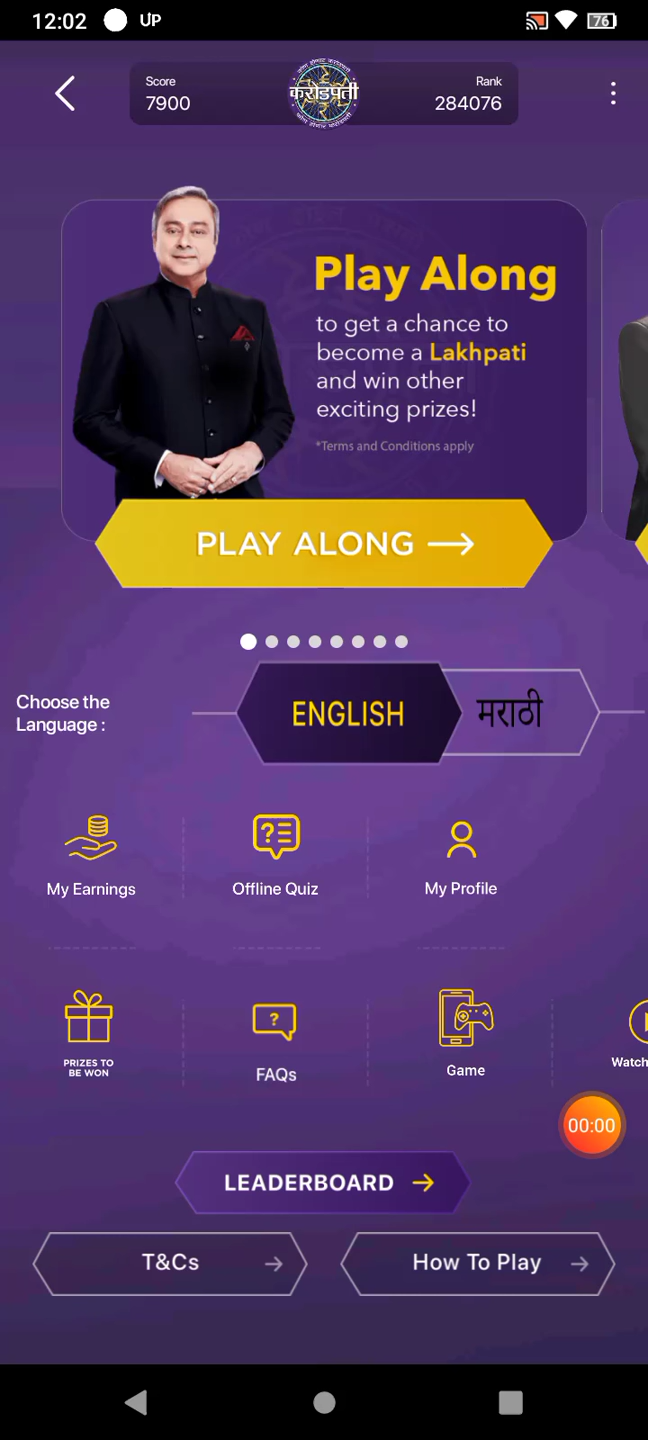 12:02 UP 76
Score
7900
करोडपती
Rank
284076
Play Along
to get a chance to
become a Lakhpati
and win other
exciting prizes!
*Terms and Conditions apply
PLAY ALONG
Choose the
Language :
ENGLISH
मराठी
My Earnings
Offline Quiz
My Profile
PRIZES TO
BE WON
FAQs
Game
Watch
00:00
LEADERBOARD
T&Cs
How To Play